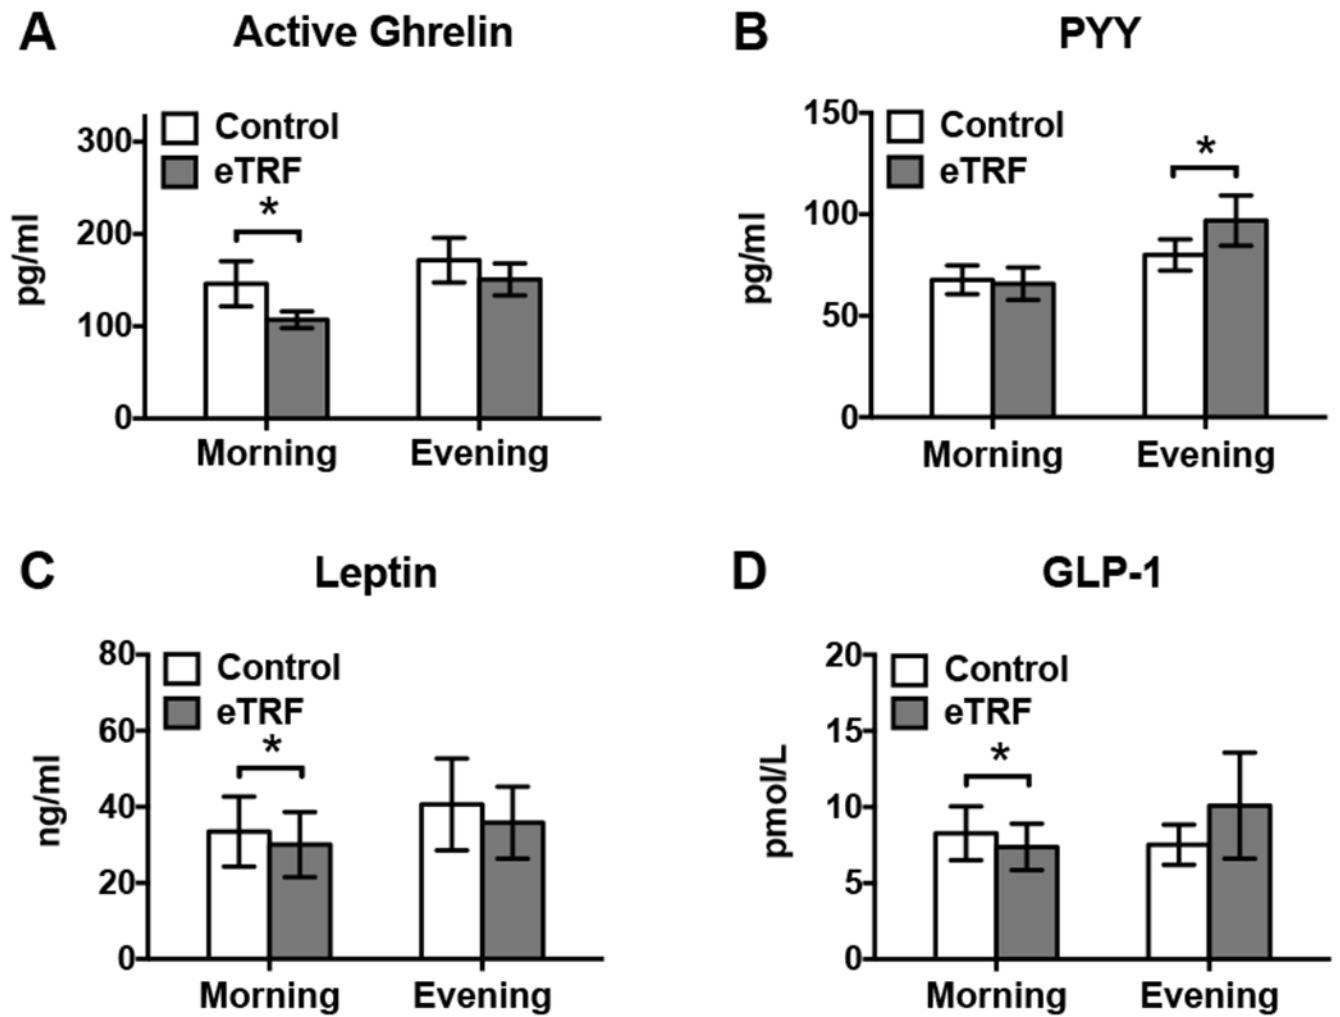 A Active Ghrelin
Control
eTRF
*
pg/ml
300
200
100
0
Morning Evening
B PYY
Control
eTRF
*
pg/ml
150
100
50
0
Morning Evening
C Leptin
Control
eTRF
*
ng/ml
80
60
40
20
0
Morning Evening
D GLP-1
Control
eTRF
*
pmol/L
20
15
10
5
0
Morning Evening